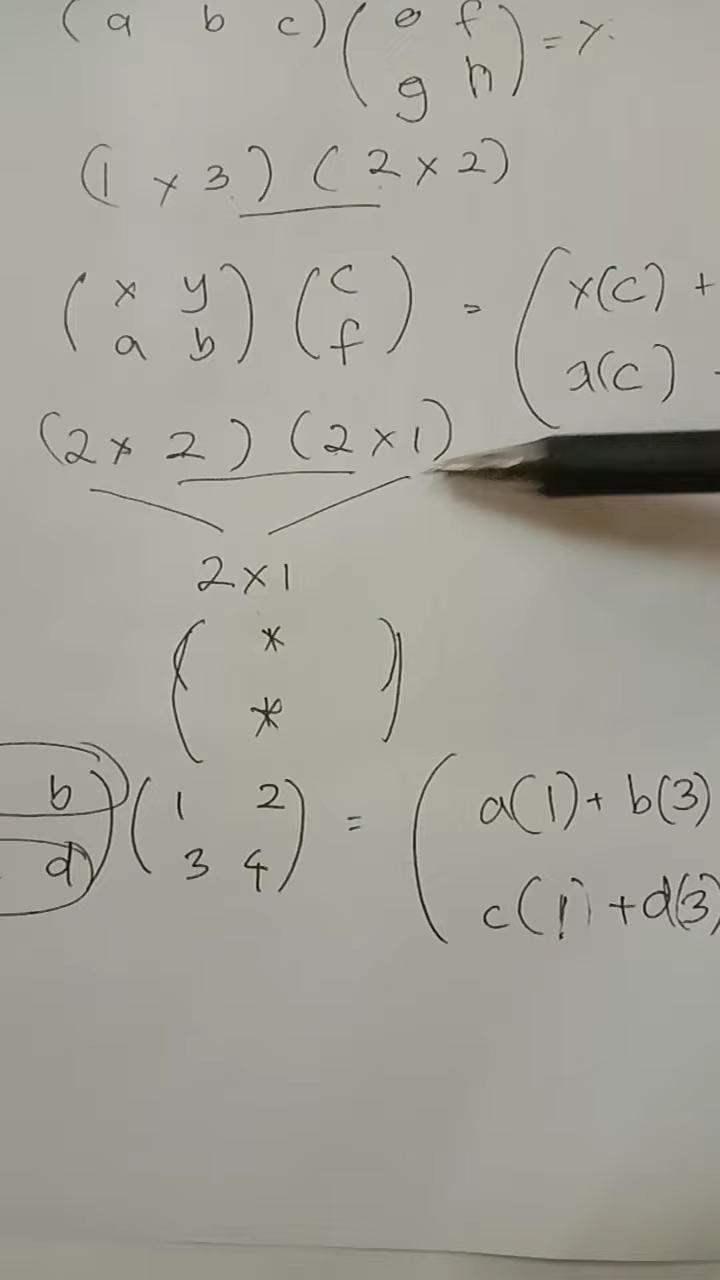 (a b c) (e f = x
g h)
(1 x 3) (2 x 2)
(x y) (c) = (x(c) +
(a b) (f) a(c)
(2 x 2) (2 x 1)
2 x 1
( * )
*
b) (1 2) = (a(1) + b(3)
d) (3 4) c(1) + d(3)